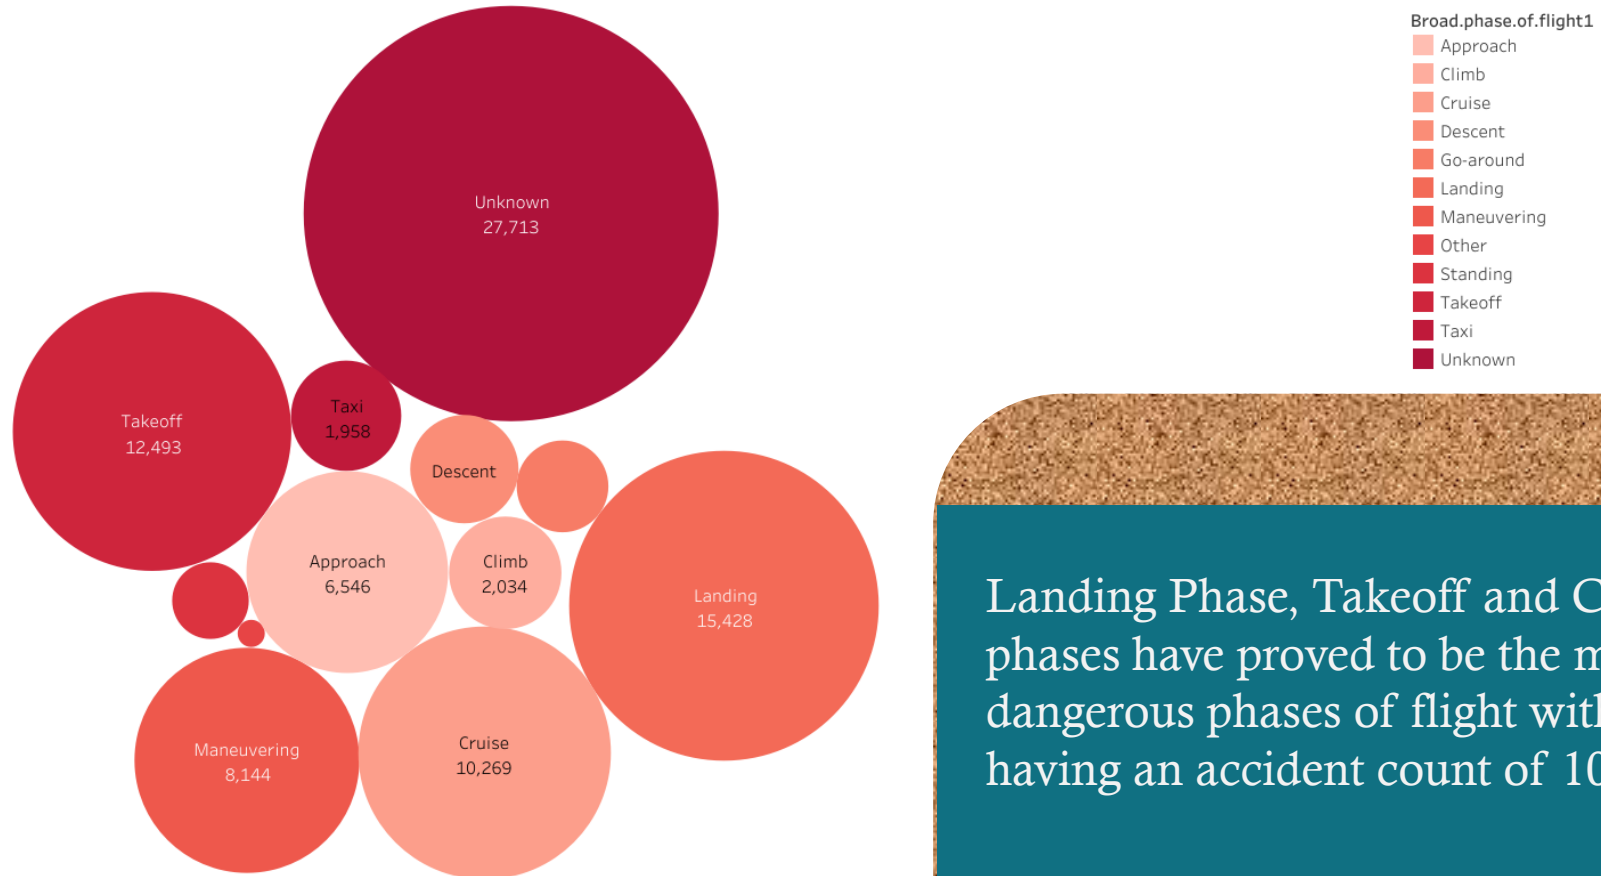 Unknown
27,713
Takeoff
12,493
Taxi
1,958
Descent
Approach
6,546
Climb
2,034
Landing
15,428
Maneuvering
8,144
Cruise
10,269
Broad.phase.of.flight1
Approach
Climb
Cruise
Descent
Go-around
Landing
Maneuvering
Other
Standing
Takeoff
Taxi
Unknown
Landing Phase, Takeoff and
phases have proved to be the
dangerous phases of flight
having an accident count of